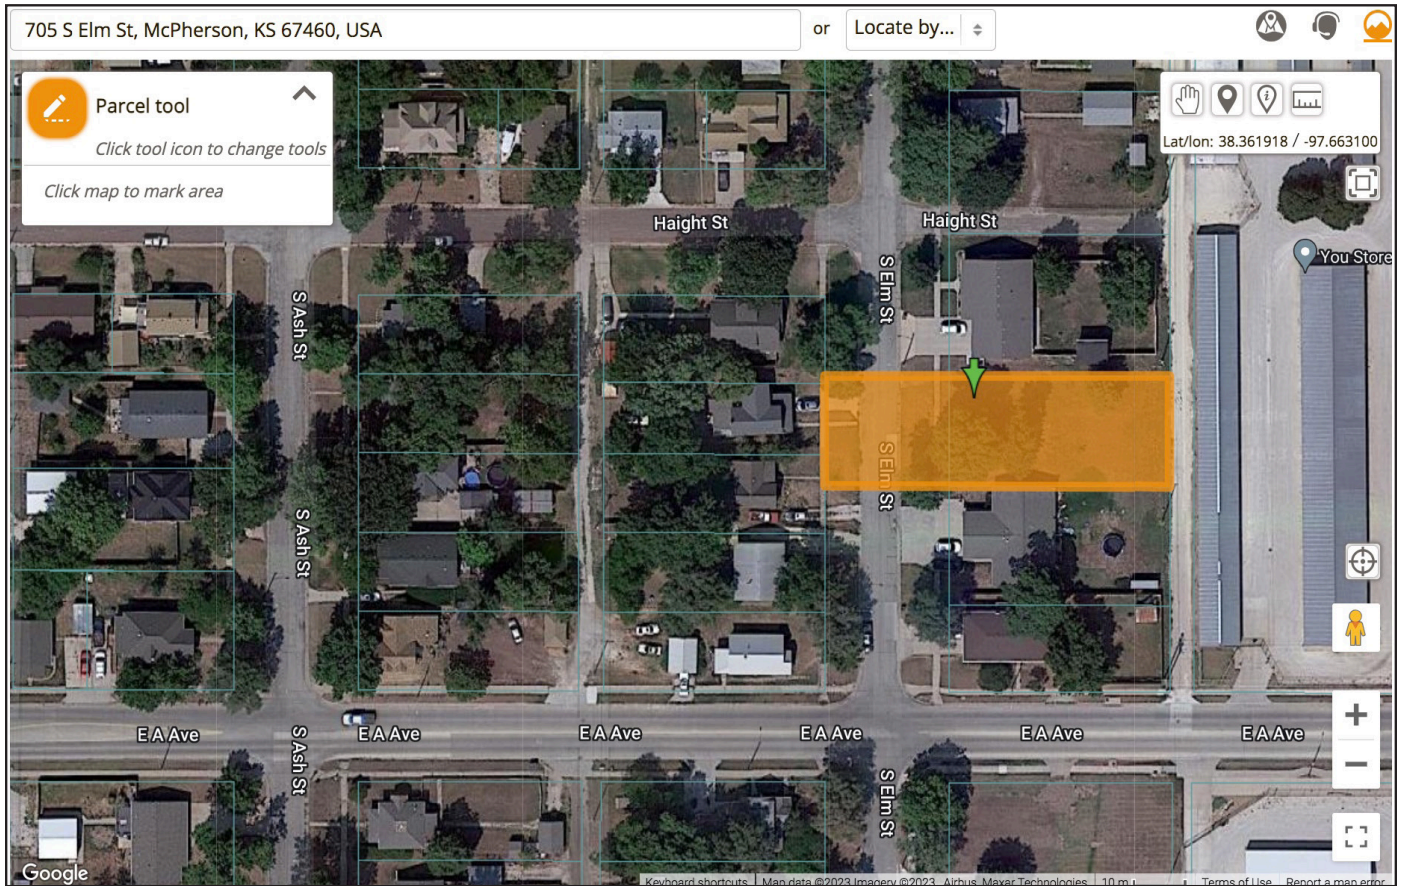 705 S Elm St, McPherson, KS 67460, USA
or
Locate by...
Parcel tool
Click tool icon to change tools
Click map to mark area
Lat/lon: 38.361918 / -97.663100
Haight St
Haight St
You Store
S Elm St
S Ash St
S Elm St
S Ash St
E A Ave
E A Ave
E A Ave
E A Ave
E A Ave
E A Ave
S Ash St
S Elm St
Google
Keyboard shortcuts
Map data ©2023 Imagery ©2023 , Airbus, Maxar Technologies
10 m
Terms of Use
Report a map error